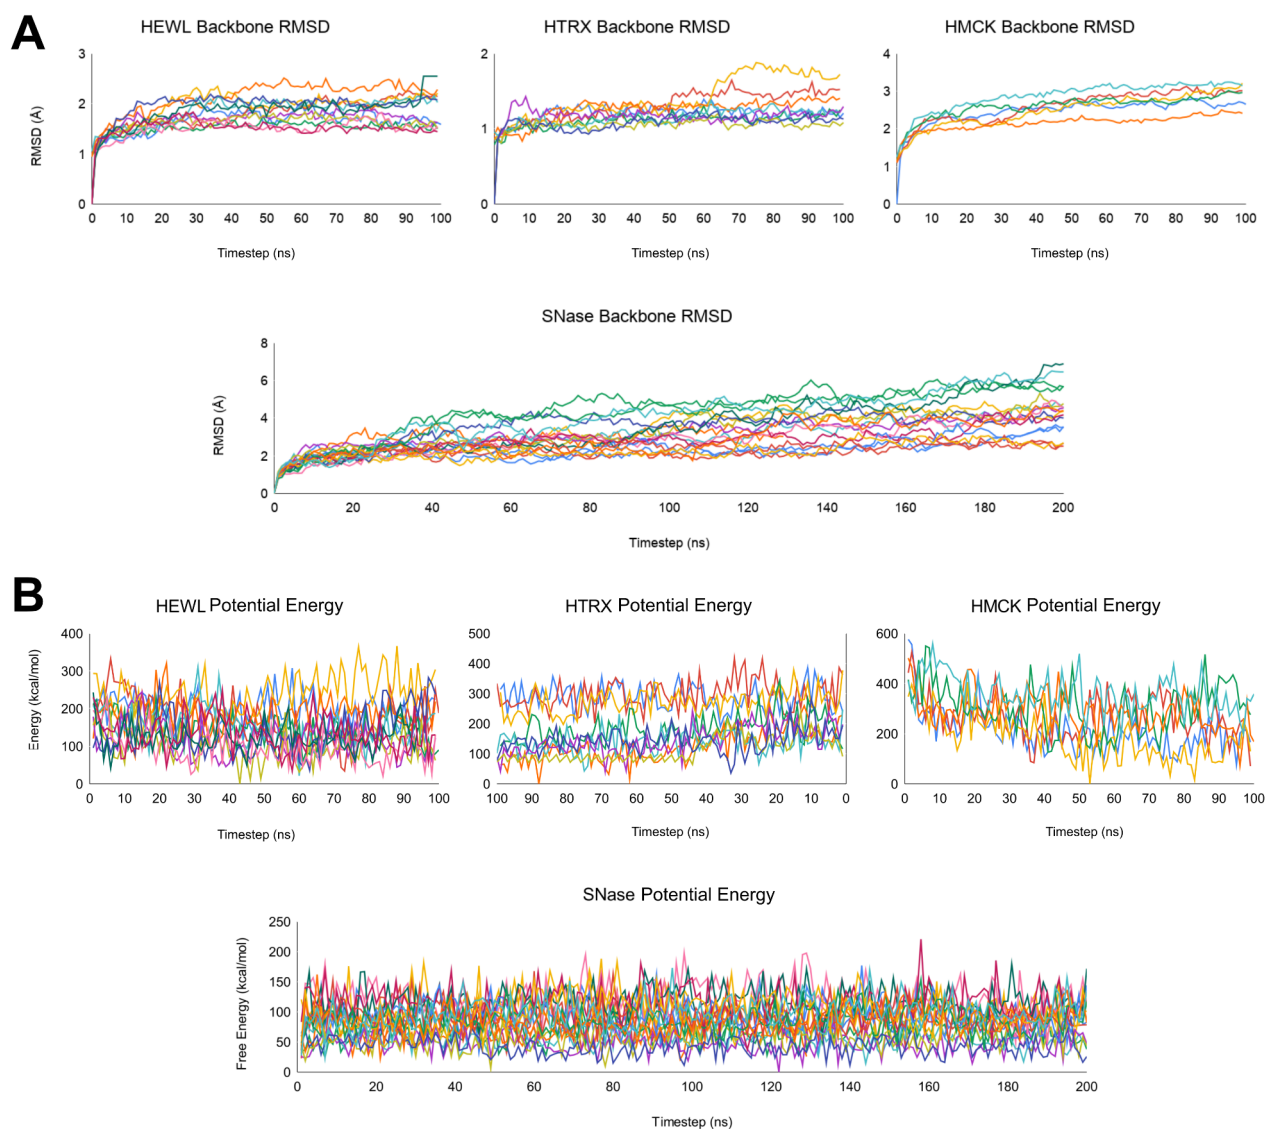 A
HEWL Backbone RMSD
HTRX Backbone RMSD
HMCK Backbone RMSD
RMSD (Å)
3
2
1
0
0 10 20 30 40 50 60 70 80 90 100
Timestep (ns)
2
1
0
0 10 20 30 40 50 60 70 80 90 100
Timestep (ns)
4
3
2
1
0
0 10 20 30 40 50 60 70 80 90 100
Timestep (ns)
SNase Backbone RMSD
RMSD (Å)
8
6
4
2
0
0 20 40 60 80 100 120 140 160 180 200
Timestep (ns)
B
HEWL Potential Energy
HTRX Potential Energy
HMCK Potential Energy
Energy (kcal/mol)
400
300
200
100
0
0 10 20 30 40 50 60 70 80 90 100
Timestep (ns)
500
400
300
200
100
0
100 90 80 70 60 50 40 30 20 10 0
Timestep (ns)
600
400
200
0
0 10 20 30 40 50 60 70 80 90 100
Timestep (ns)
SNase Potential Energy
Free Energy (kcal/mol)
250
200
150
100
50
0
0 20 40 60 80 100 120 140 160 180 200
Timestep (ns)